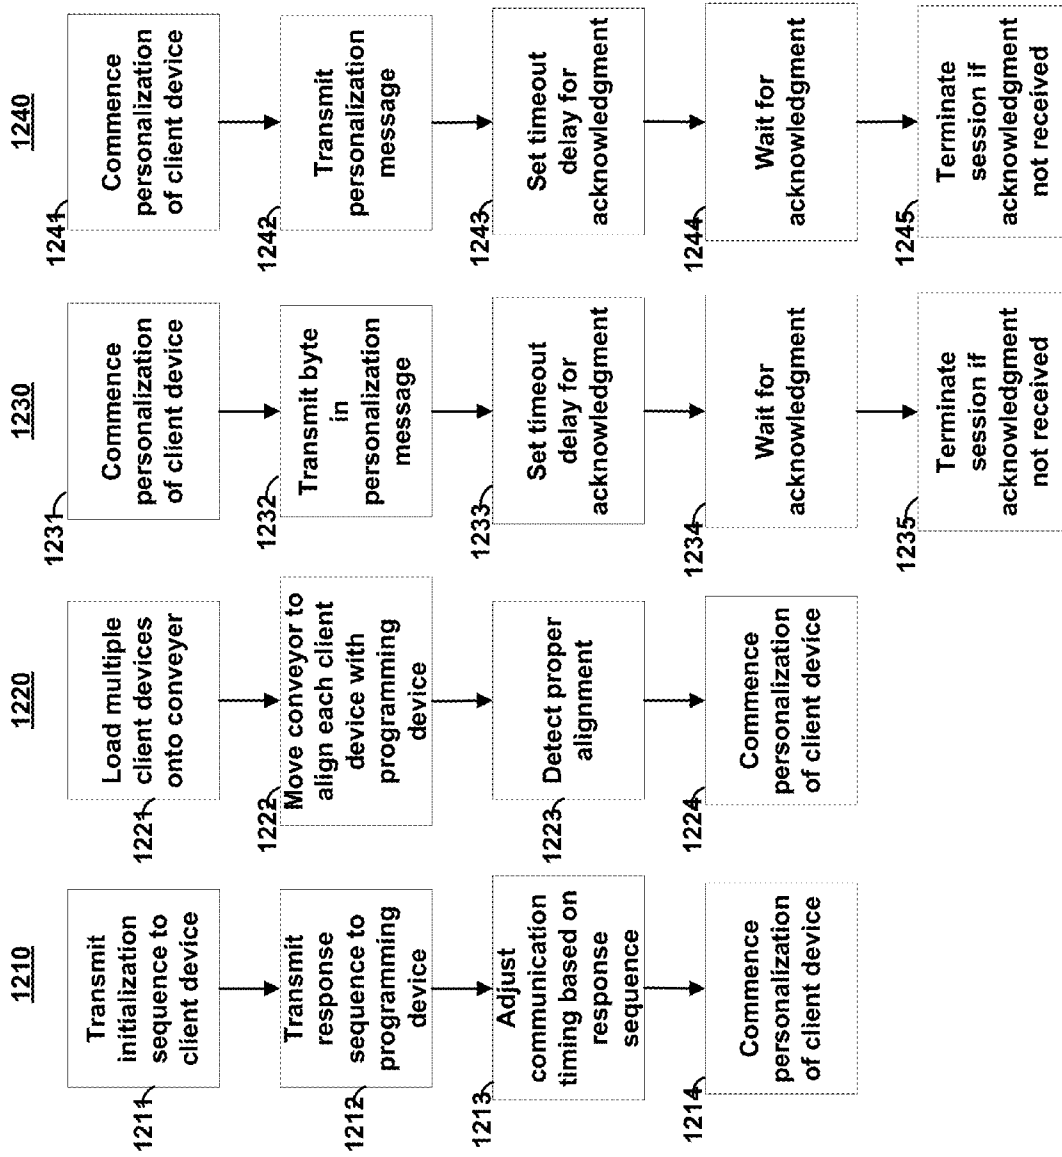 1210
1211
Transmit
initialization
sequence to
client device
1212
Transmit
response
sequence to
programming
device
1213
Adjust
communication
timing based on
response
sequence
1214
Commence
personalization
of client device
1220
1221
Load multiple
client devices
onto conveyer
1222
Move conveyor to
align each client
device with
programming
device
1223
Detect proper
alignment
1224
Commence
personalization
of client device
1230
1231
Commence
personalization
of client device
1232
Transmit byte
in
personalization
message
1233
Set timeout
delay for
acknowledgment
1234
Wait for
acknowledgment
1235
Terminate
session if
acknowledgment
not received
1240
1241
Commence
personalization
of client device
1242
Transmit
personalization
message
1243
Set timeout
delay for
acknowledgment
1244
Wait for
acknowledgment
1245
Terminate
session if
acknowledgment
not received